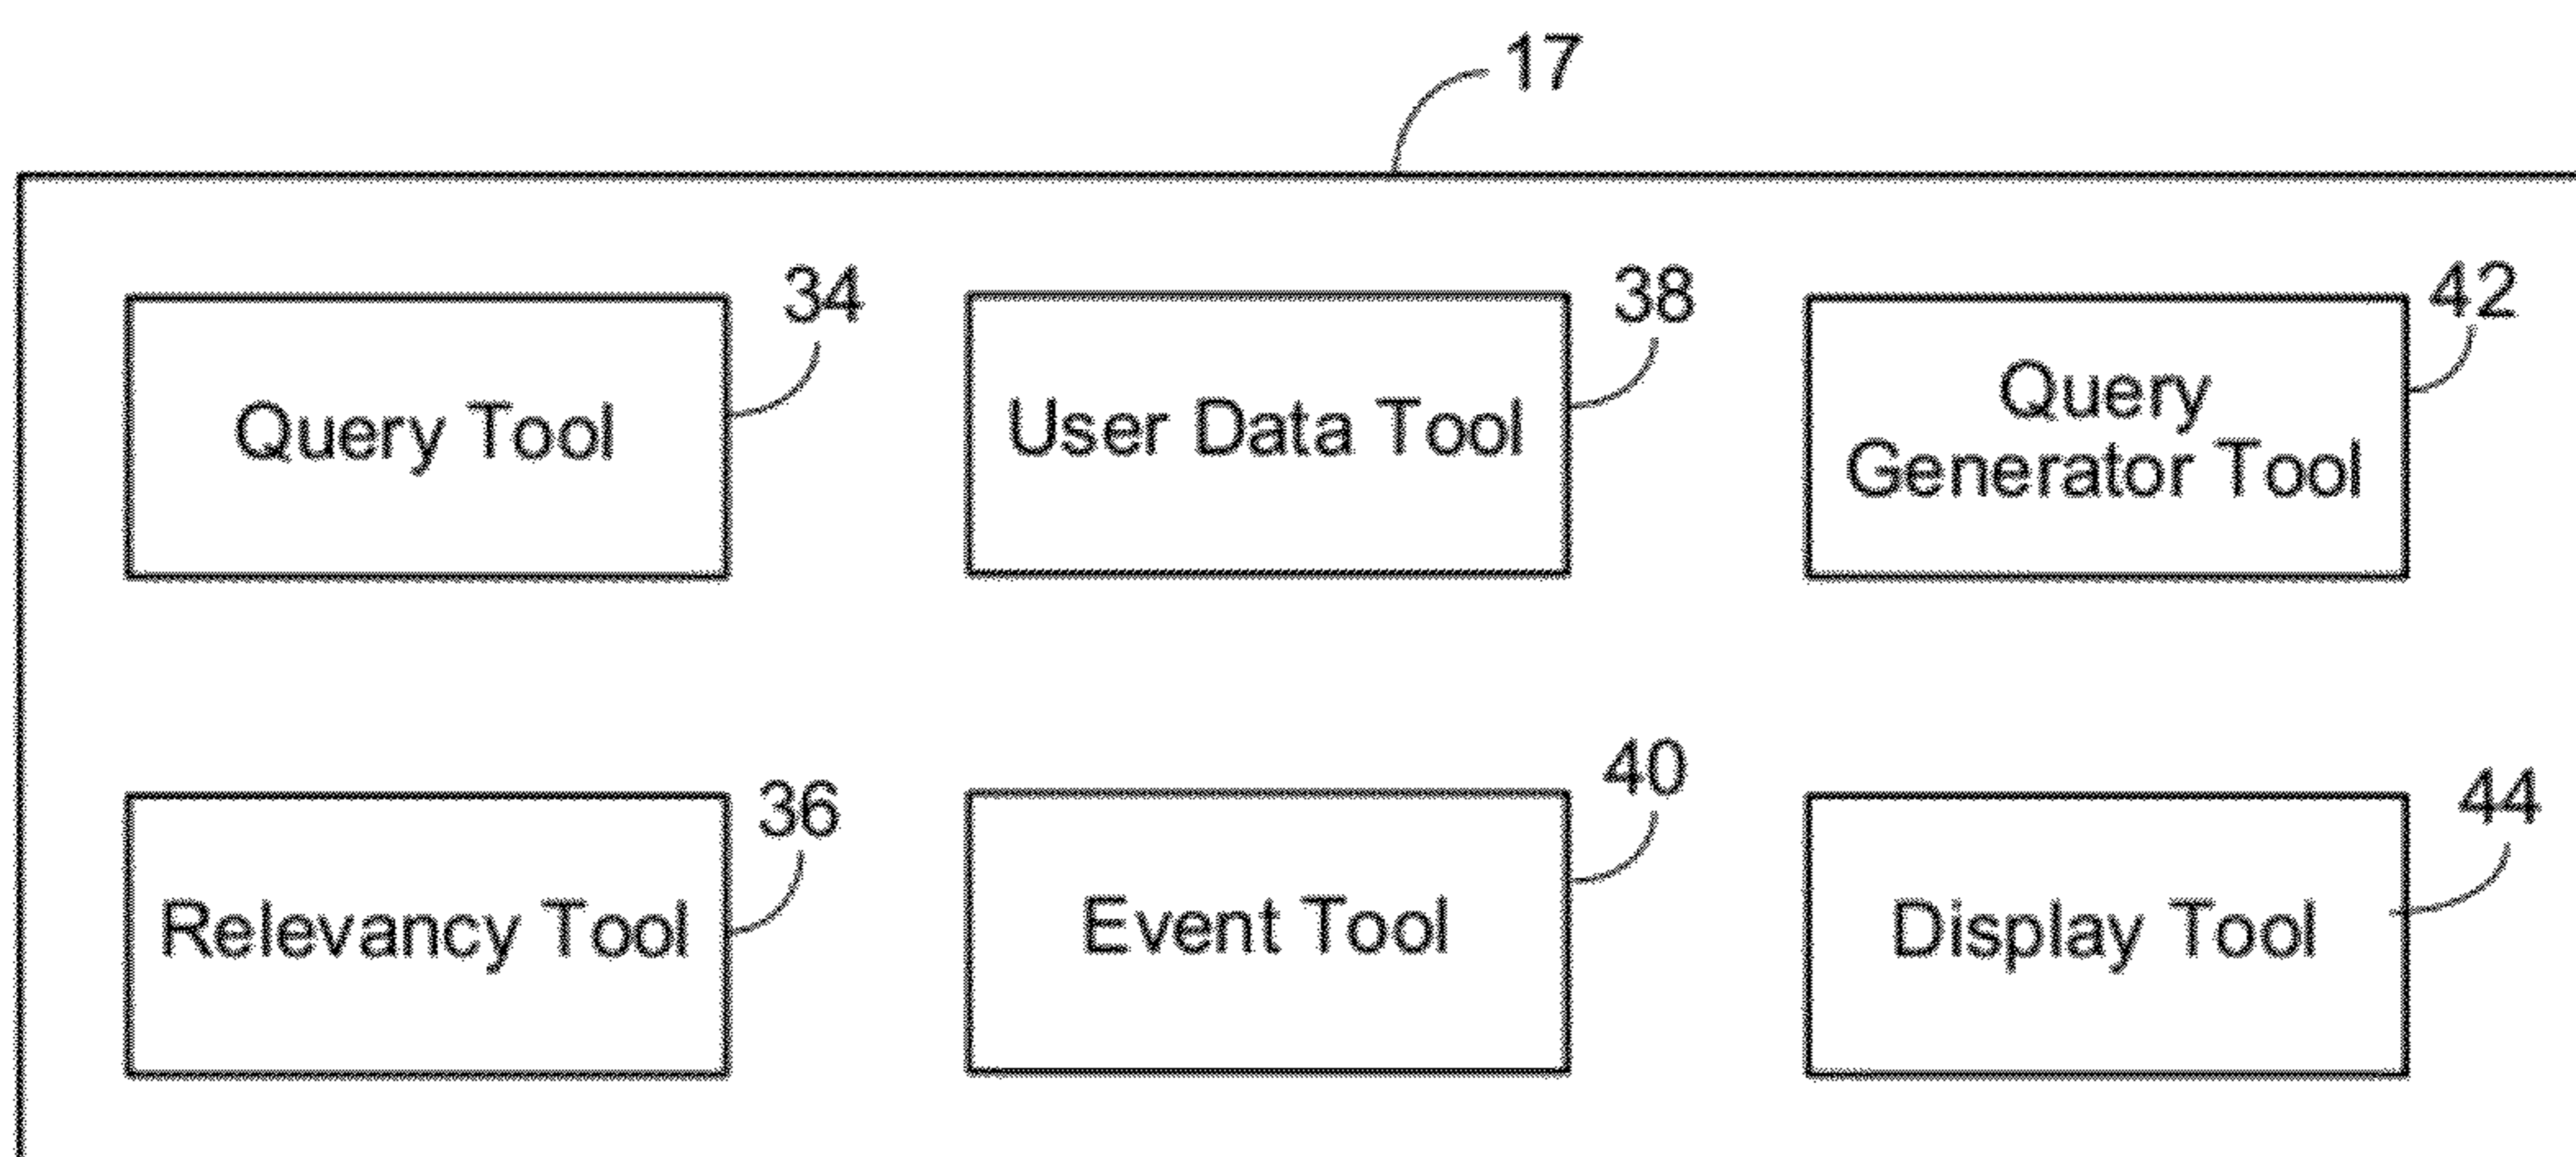 17
34
38
42
Query Tool
User Data Tool
Query
Generator Tool
36
40
44
Relevancy Tool
Event Tool
Display Tool